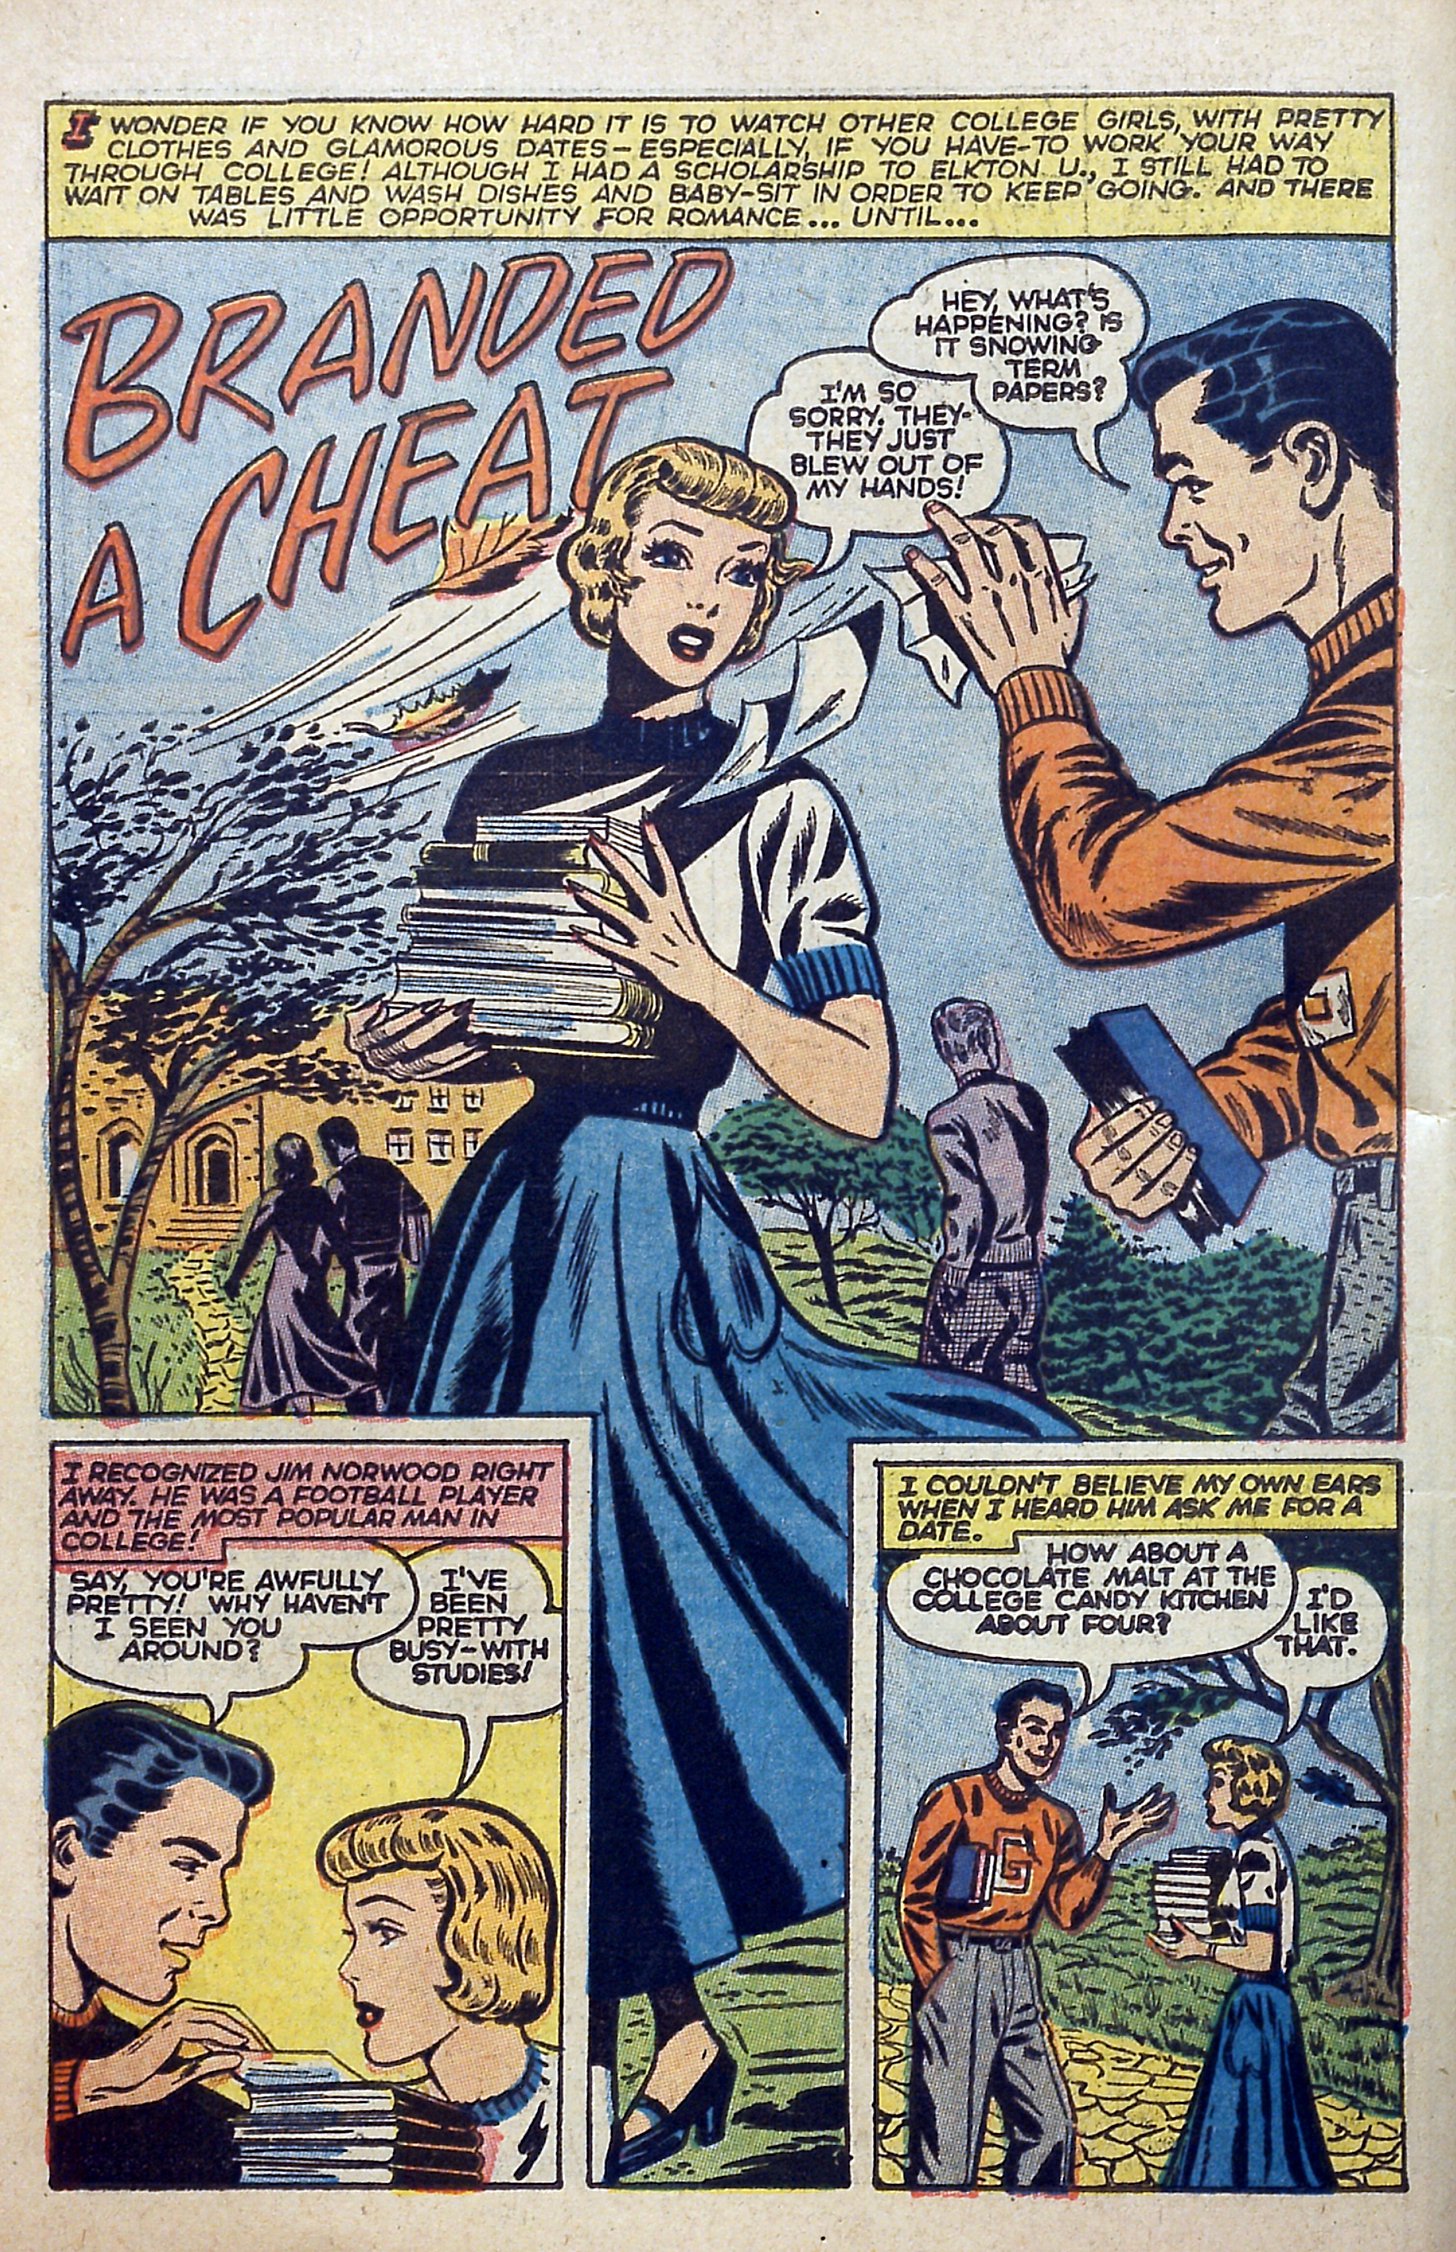 I WONDER IF YOU KNOW HOW HARD IT IS TO WATCH OTHER COLLEGE GIRLS, WITH PRETTY
CLOTHES AND GLAMOROUS DATES - ESPECIALLY, IF YOU HAVE-TO WORK YOUR WAY
THROUGH COLLEGE! ALTHOUGH I HAD A SCHOLARSHIP TO ELKTON U., I STILL HAD TO
WAIT ON TABLES AND WASH DISHES AND BABY-SIT IN ORDER TO KEEP GOING. AND THERE
WAS LITTLE OPPORTUNITY FOR ROMANCE... UNTIL...
BRANDED
A CHEAT
HEY, WHAT'S
HAPPENING? IS
IT SNOWING
TERM
PAPERS?
I'M SO
SORRY. THEY-
THEY JUST
BLEW OUT OF
MY HANDS!
I RECOGNIZED JIM NORWOOD RIGHT
AWAY. HE WAS A FOOTBALL PLAYER
AND THE MOST POPULAR MAN IN
COLLEGE!
SAY, YOU'RE AWFULLY
PRETTY! WHY HAVEN'T
I SEEN YOU
AROUND?
I'VE
BEEN
PRETTY
BUSY - WITH
STUDIES!
I COULDN'T BELIEVE MY OWN EARS
WHEN I HEARD HIM ASK ME FOR A
DATE.
HOW ABOUT A
CHOCOLATE MALT AT THE
COLLEGE CANDY KITCHEN
ABOUT FOUR?
I'D
LIKE
THAT.
G